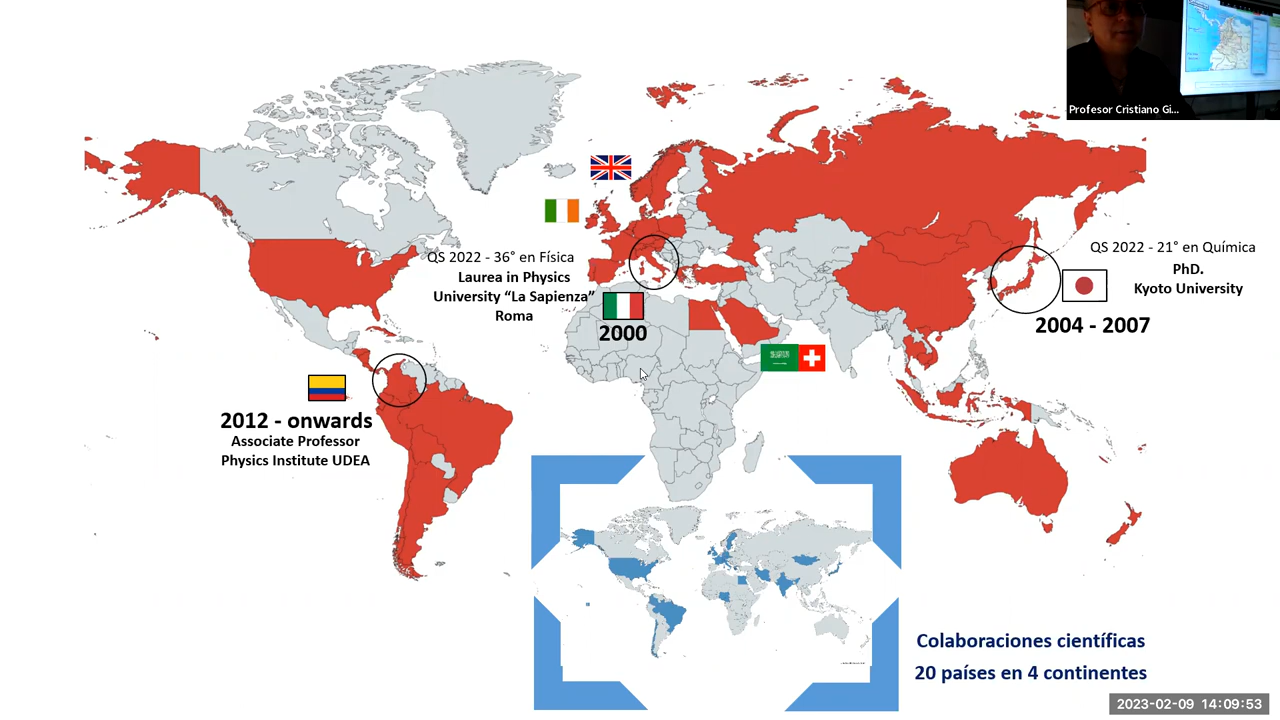 Profesor Cristiano Gi...
QS 2022 - 36° en Física
Laurea in Physics
University “La Sapienza”
Roma
2000
QS 2022 - 21° en Química
PhD.
Kyoto University
2004 - 2007
2012 - onwards
Associate Professor
Physics Institute UDEA
Colaboraciones científicas
20 países en 4 continentes
2023-02-09 14:09:53